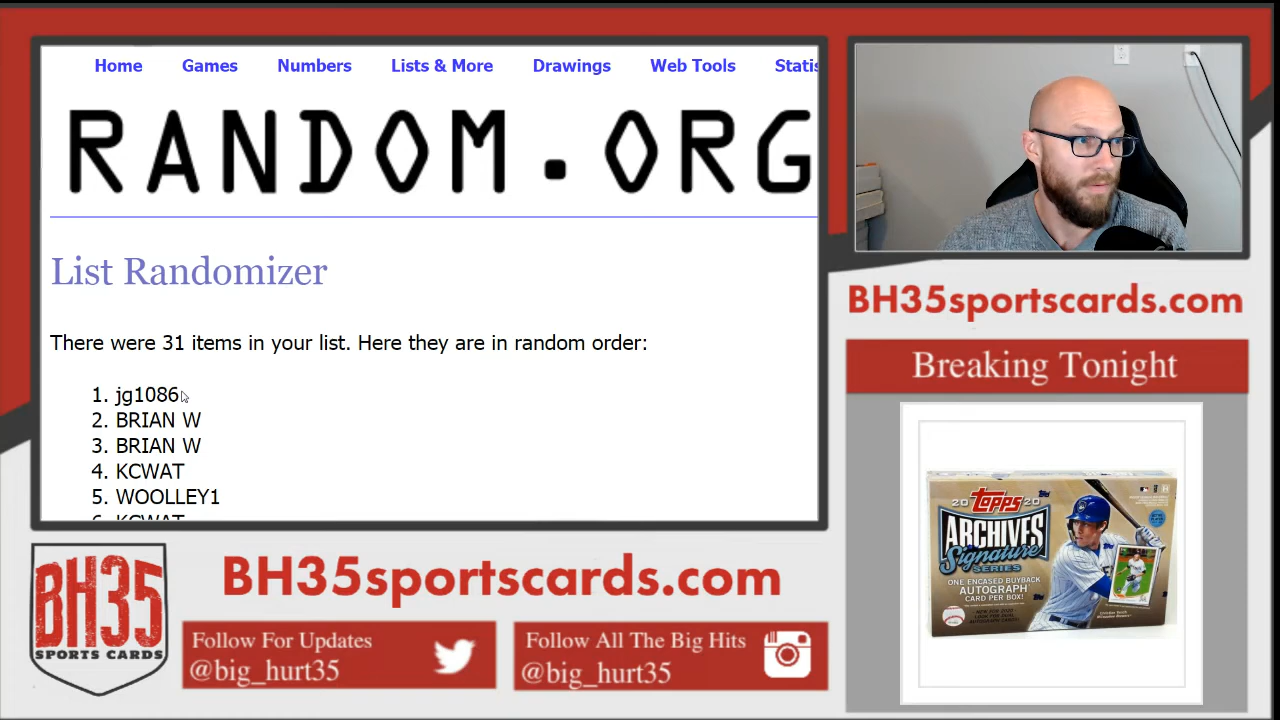 Home Games Numbers Lists & More Drawings Web Tools Statis
RANDOM.ORG
List Randomizer
There were 31 items in your list. Here they are in random order:
1. jg1086
2. BRIAN W
3. BRIAN W
4. KCWAT
5. WOOLLEY1
6. KCWAT
BH35sportscards.com
Breaking Tonight
2020 Topps
ARCHIVES
Signature
SERIES
ONE ENCASED BUYBACK
AUTOGRAPH
CARD PER BOX!
BH35
SPORTS CARDS
BH35sportscards.com
Follow For Updates
@big_hurt35
Follow All The Big Hits
@big_hurt35